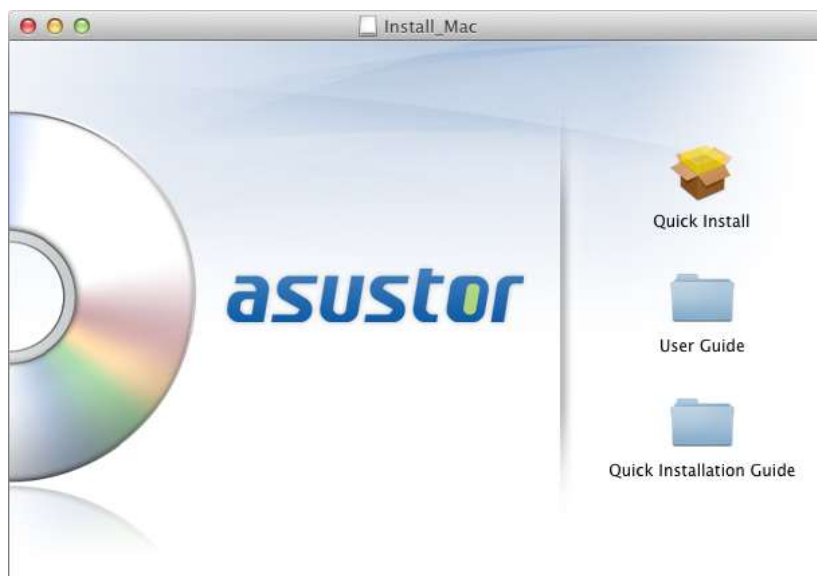 Install_Mac
asustor
Quick Install
User Guide
Quick Installation Guide